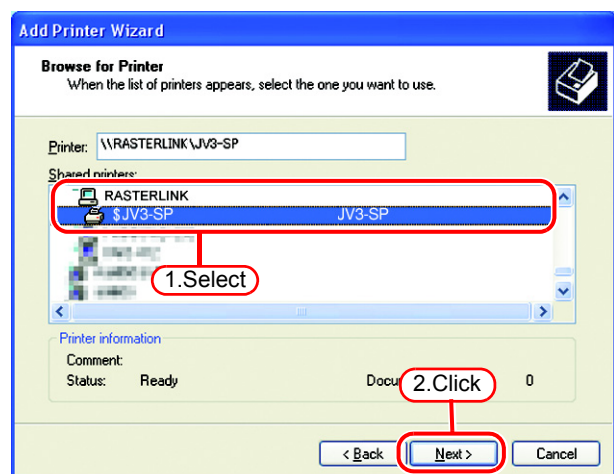 Add Printer Wizard
Browse for Printer
When the list of printers appears, select the one you want to use.
Printer: \\RASTERLINK\JV3-SP
Shared printers:
RASTERLINK
$JV3-SP JV3-SP
1.Select
Printer information
Comment:
Status: Ready Docu 0
2.Click
< Back Next > Cancel